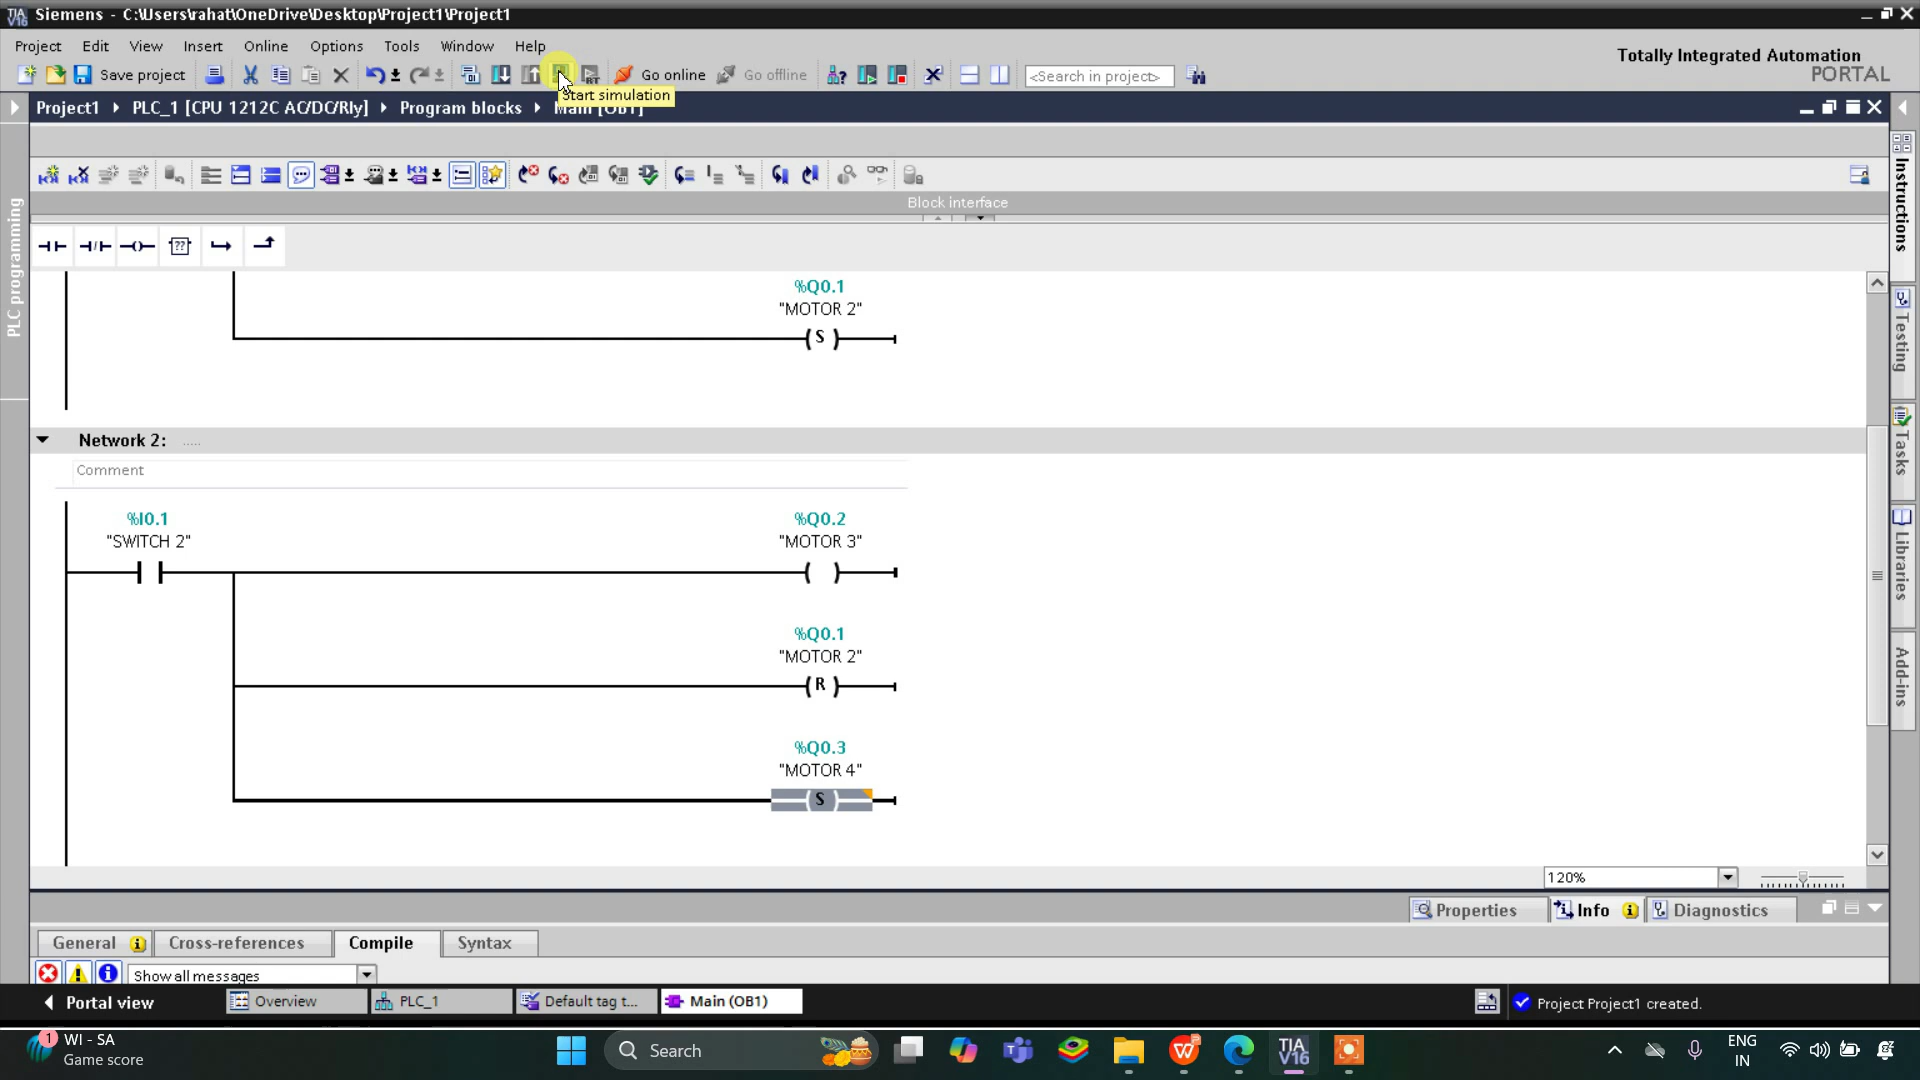 Siemens - C:\Users\rahat\OneDrive\Desktop\Project1\Project1
Project Edit View Insert Online Options Tools Window Help
Totally Integrated Automation
PORTAL
Save project
Go online
Go offline
<Search in project>
Start simulation
Project1 PLC_1 [CPU 1212C AC/DC/Rly] Program blocks Main [OB1]
Block interface
??
%Q0.1
"MOTOR 2"
S
Network 2: .....
Comment
%I0.1
"SWITCH 2"
%Q0.2
"MOTOR 3"
%Q0.1
"MOTOR 2"
R
%Q0.3
"MOTOR 4"
S
120%
PLC programming
Instructions
Testing
Tasks
Libraries
Add-ins
Properties Info Diagnostics
General Cross-references Compile Syntax
Show all messages
Portal view Overview PLC_1 Default tag t... Main (OB1) Project Project1 created.
1
WI - SA
Game score
Search
TIA
V16
ENG
IN